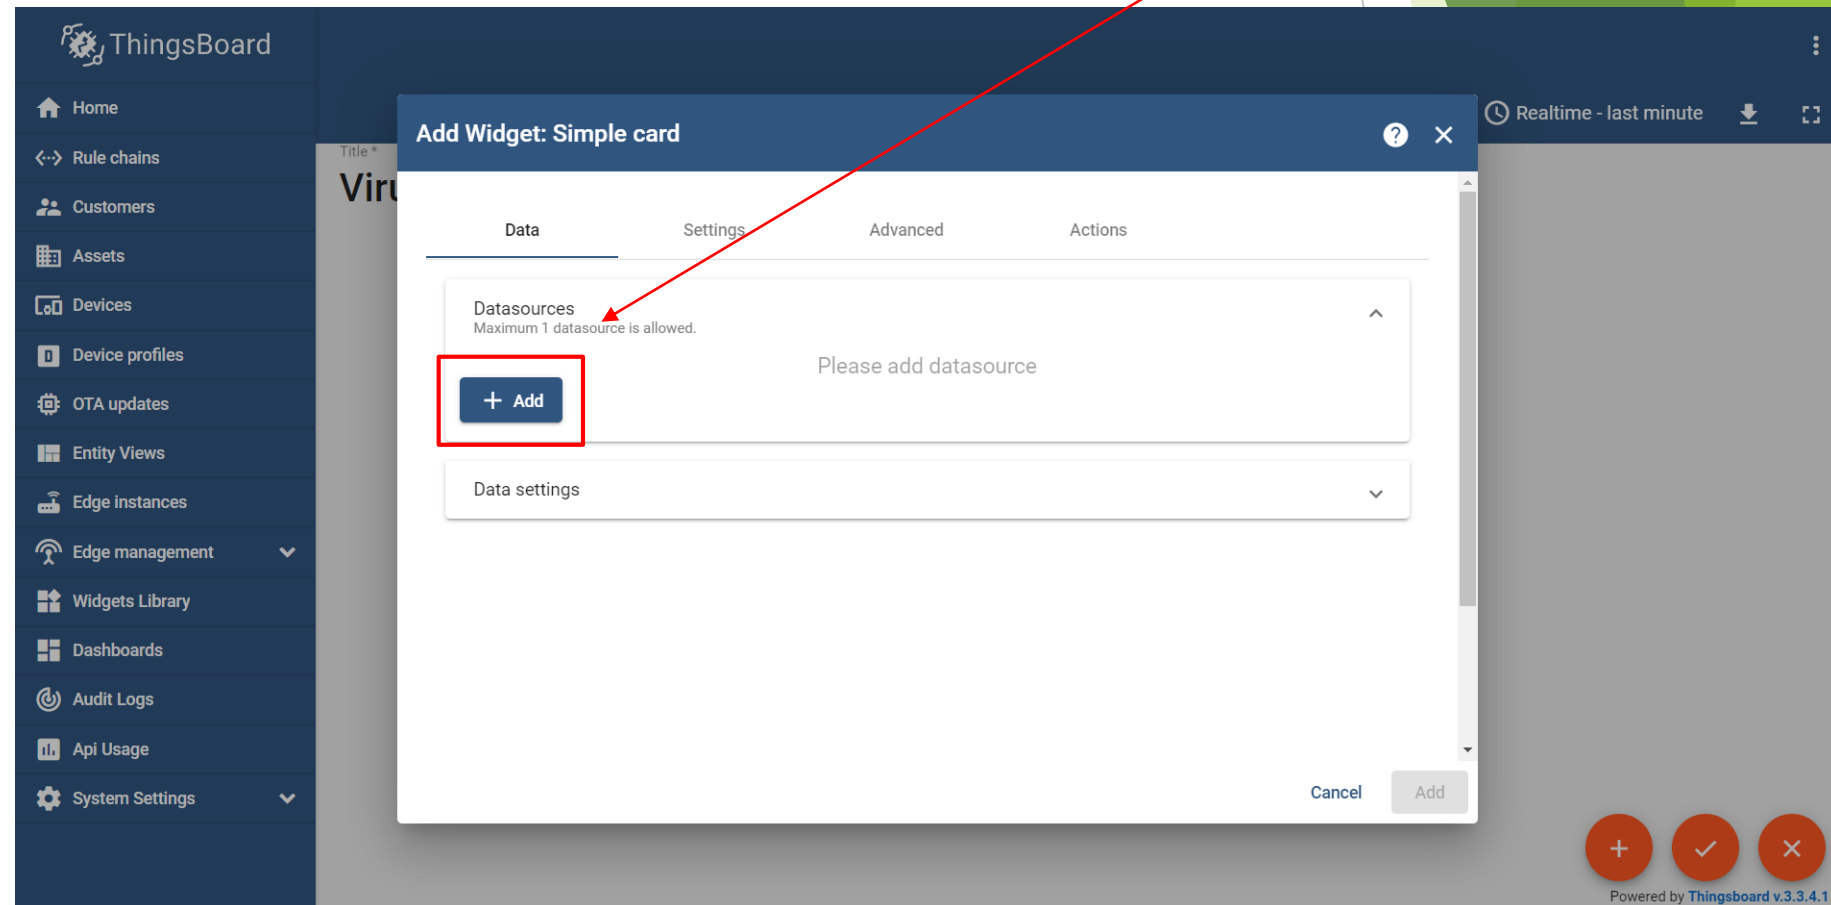 ThingsBoard
Home
Rule chains
Customers
Assets
Devices
Device profiles
OTA updates
Entity Views
Edge instances
Edge management
Widgets Library
Dashboards
Audit Logs
Api Usage
System Settings
Realtime - last minute
Title *
Add Widget: Simple card
Data Settings Advanced Actions
Datasources
Maximum 1 datasource is allowed.
Please add datasource
+ Add
Data settings
Cancel Add
Powered by Thingsboard v.3.3.4.1